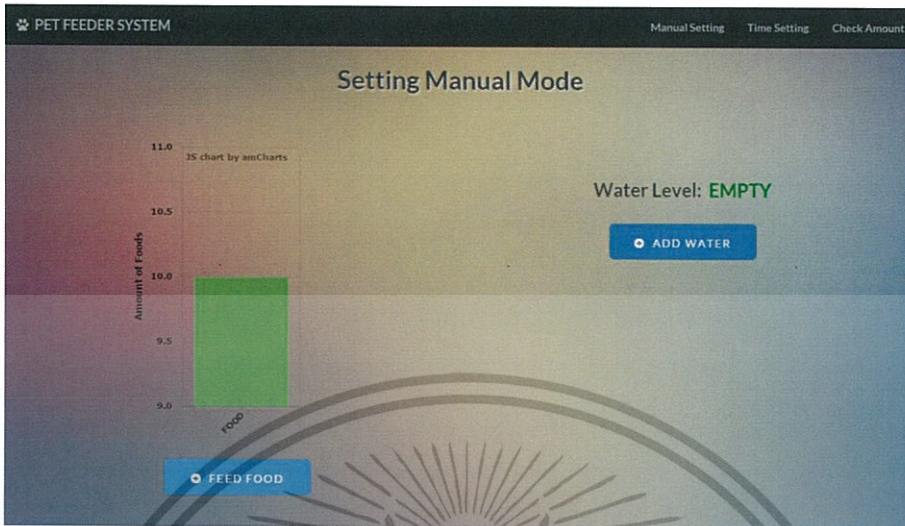 PET FEEDER SYSTEM
Manual Setting Time Setting Check Amount
Setting Manual Mode
11.0
JS chart by amCharts
10.5
10.0
9.5
9.0
Amount of Foods
FOOD
FEED FOOD
Water Level: EMPTY
ADD WATER